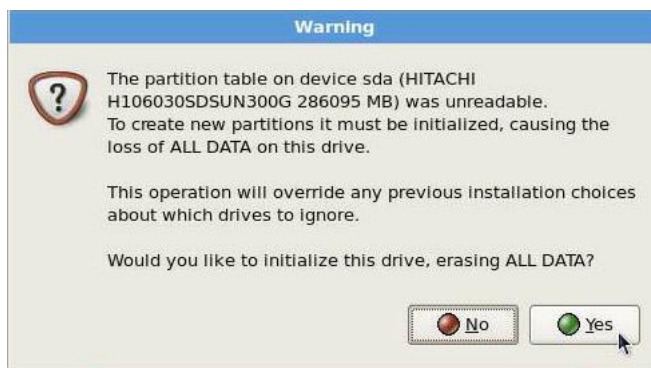 Warning
The partition table on device sda (HITACHI
H106030SDSUN300G 286095 MB) was unreadable.
To create new partitions it must be initialized, causing the
loss of ALL DATA on this drive.
This operation will override any previous installation choices
about which drives to ignore.
Would you like to initialize this drive, erasing ALL DATA?
No
Yes